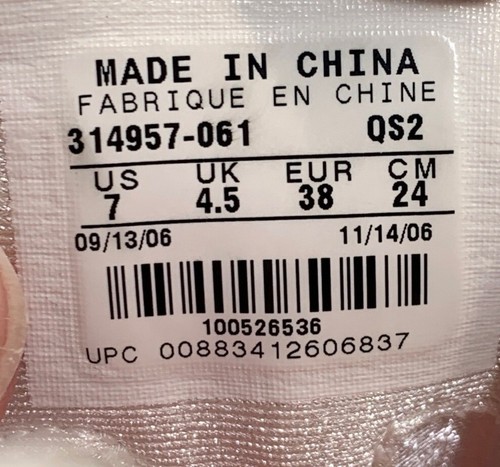 MADE IN CHINA
FABRIQUE EN CHINE
314957-061 QS2
US UK EUR CM
7 4.5 38 24
09/13/06 11/14/06
100526536
UPC 00883412606837